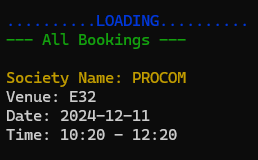 ..........LOADING..........
--- All Bookings ---
Society Name: PROCOM
Venue: E32
Date: 2024-12-11
Time: 10:20 - 12:20